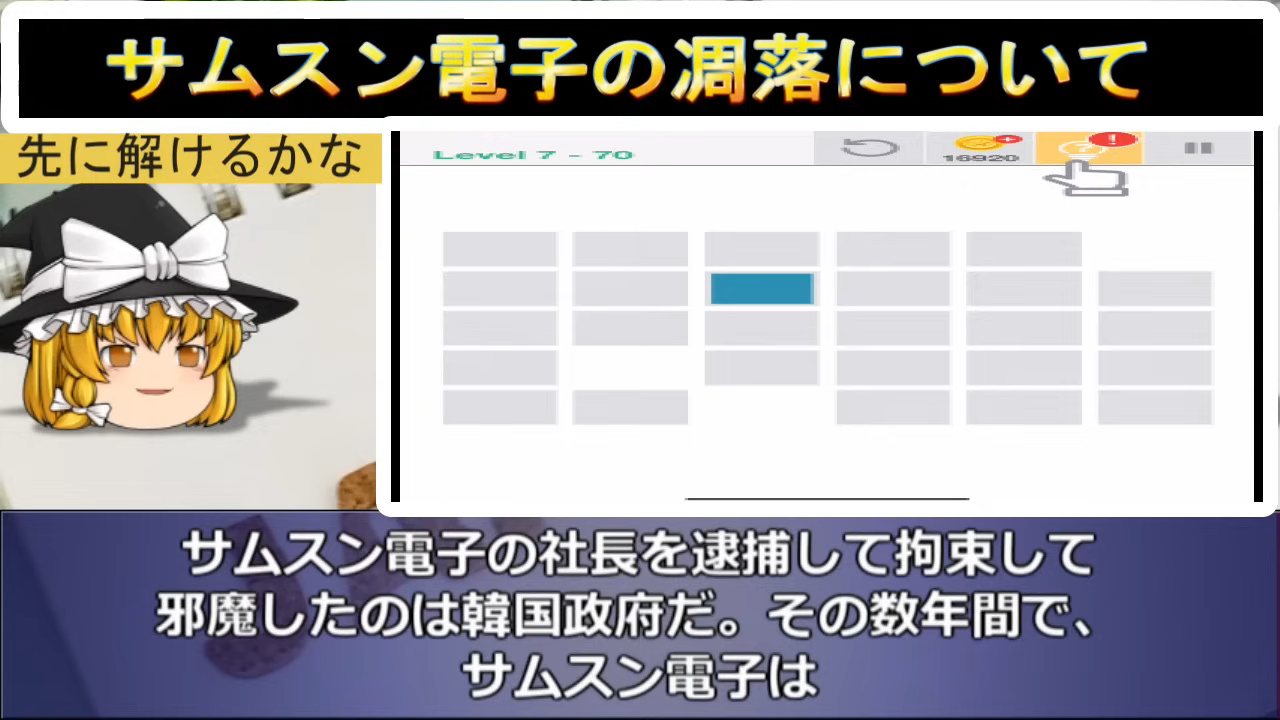 サムスン電子の凋落について
先に解けるかな
Level 7 - 70
16920
サムスン電子の社長を逮捕して拘束して
邪魔したのは韓国政府だ。その数年間で、
サムスン電子は